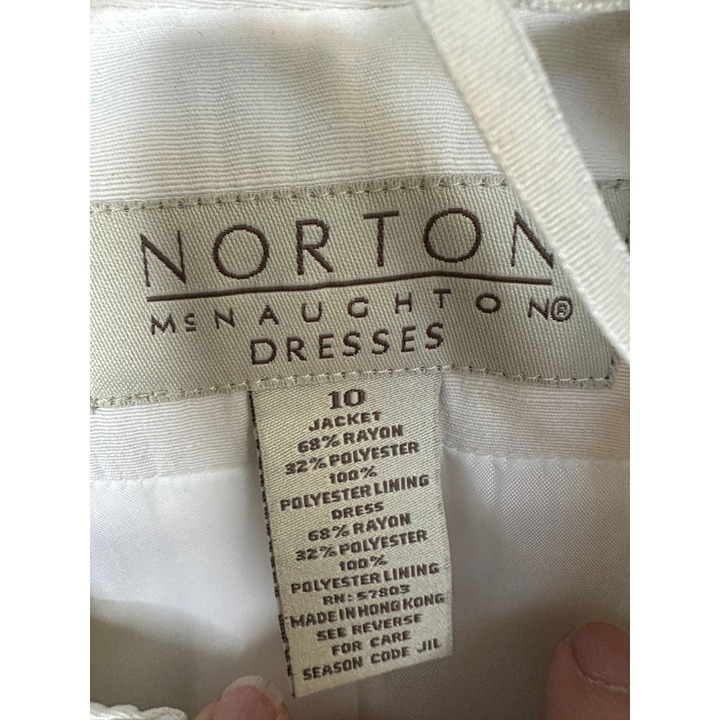 NORTON
McNAUGHTON®
DRESSES
10
JACKET
68% RAYON
32% POLYESTER
100%
POLYESTER LINING
DRESS
68% RAYON
32% POLYESTER
100%
POLYESTER LINING
RN: 57803
MADE IN HONG KONG
SEE REVERSE
FOR CARE
SEASON CODE JIL